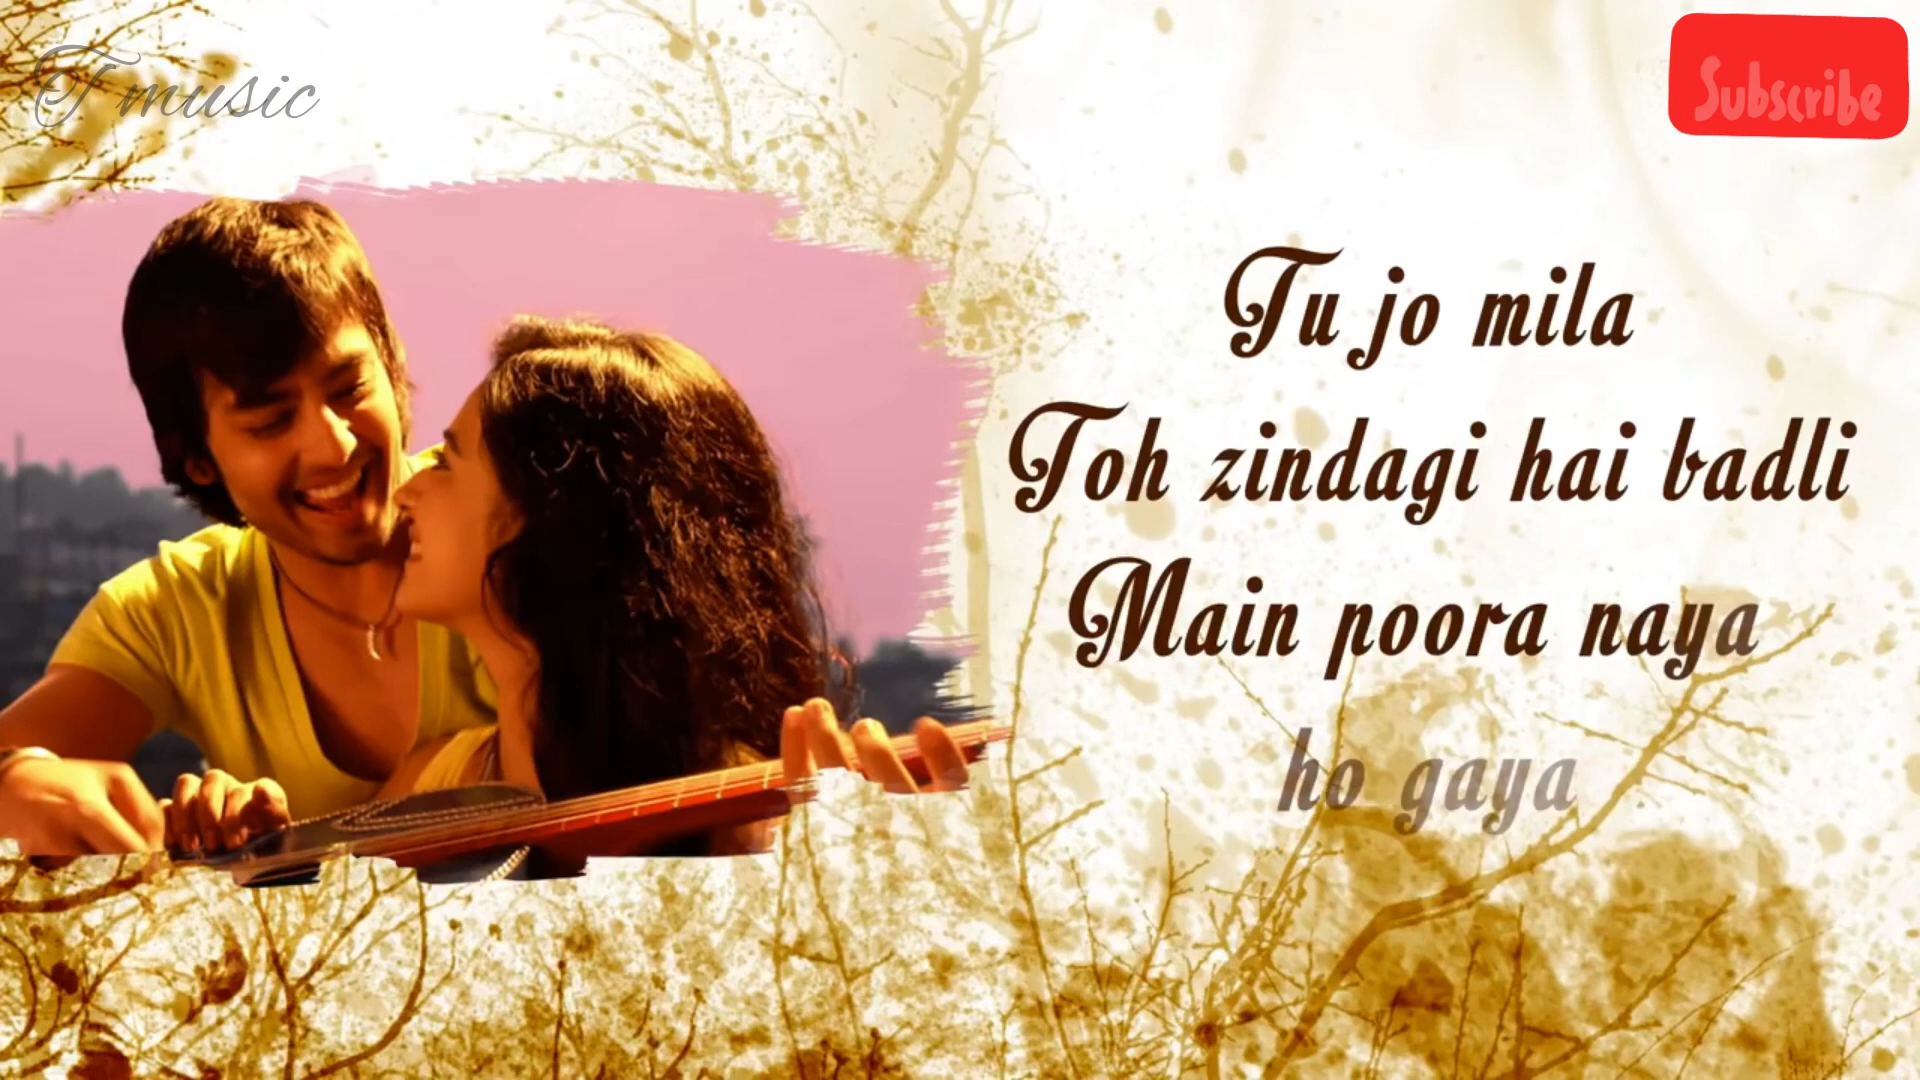 T music
Subscribe
Tu jo mila
Toh zindagi hai badli
Main poora naya
ho gaya